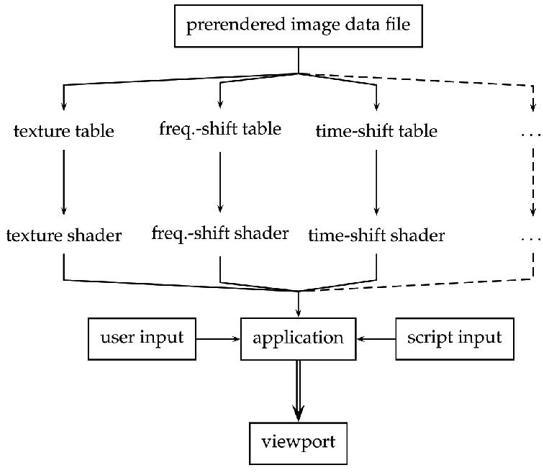 prerendered image data file
texture table freq.-shift table time-shift table ...
texture shader freq.-shift shader time-shift shader ...
user input application script input
viewport